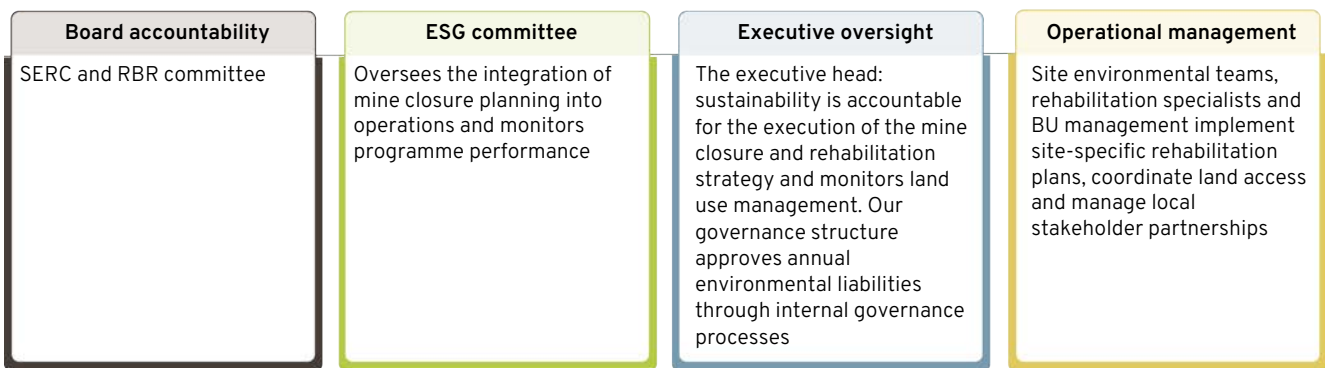 Board accountability
SERC and RBR committee
ESG committee
Oversees the integration of
mine closure planning into
operations and monitors
programme performance
Executive oversight
The executive head:
sustainability is accountable
for the execution of the mine
closure and rehabilitation
strategy and monitors land
use management. Our
governance structure
approves annual
environmental liabilities
through internal governance
processes
Operational management
Site environmental teams,
rehabilitation specialists and
BU management implement
site-specific rehabilitation
plans, coordinate land access
and manage local
stakeholder partnerships